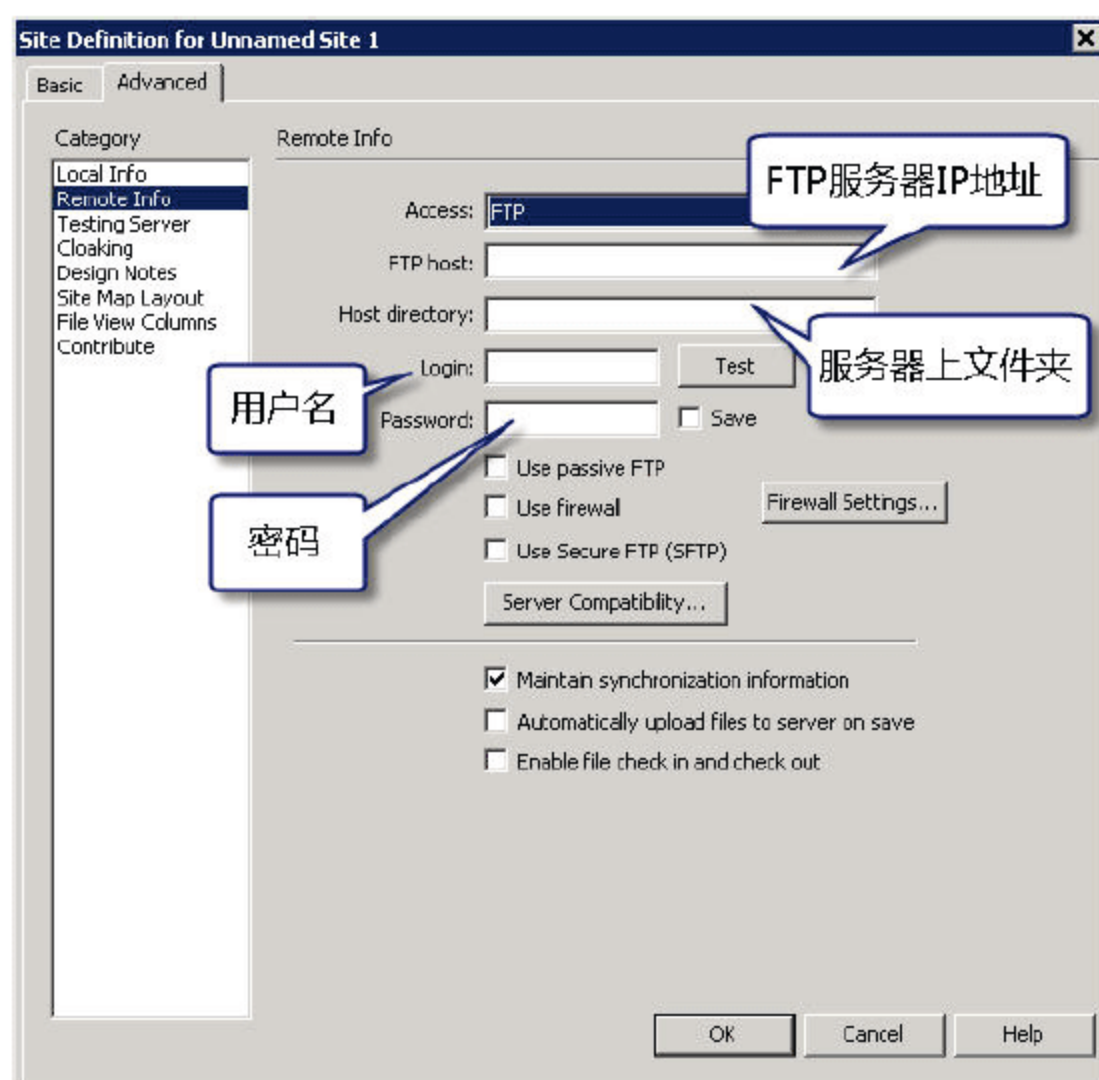 Site Definition for Unnamed Site 1
Basic
Advanced
Category
Remote Info
Local Info
Remote Info
Testing Server
Cloaking
Design Notes
Site Map Layout
File View Columns
Contribute
FTP服务器IP地址
Access:
FTP
FTP host:
Host directory:
服务器上文件夹
Login:
Test
用户名
Password:
Save
密码
Use passive FTP
Use firewall
Firewall Settings...
Use Secure FTP (SFTP)
Server Compatiblity...
Maintain synchronization information
Automatically upload files to server on save
Enable file check in and check out
OK
Cancel
Help